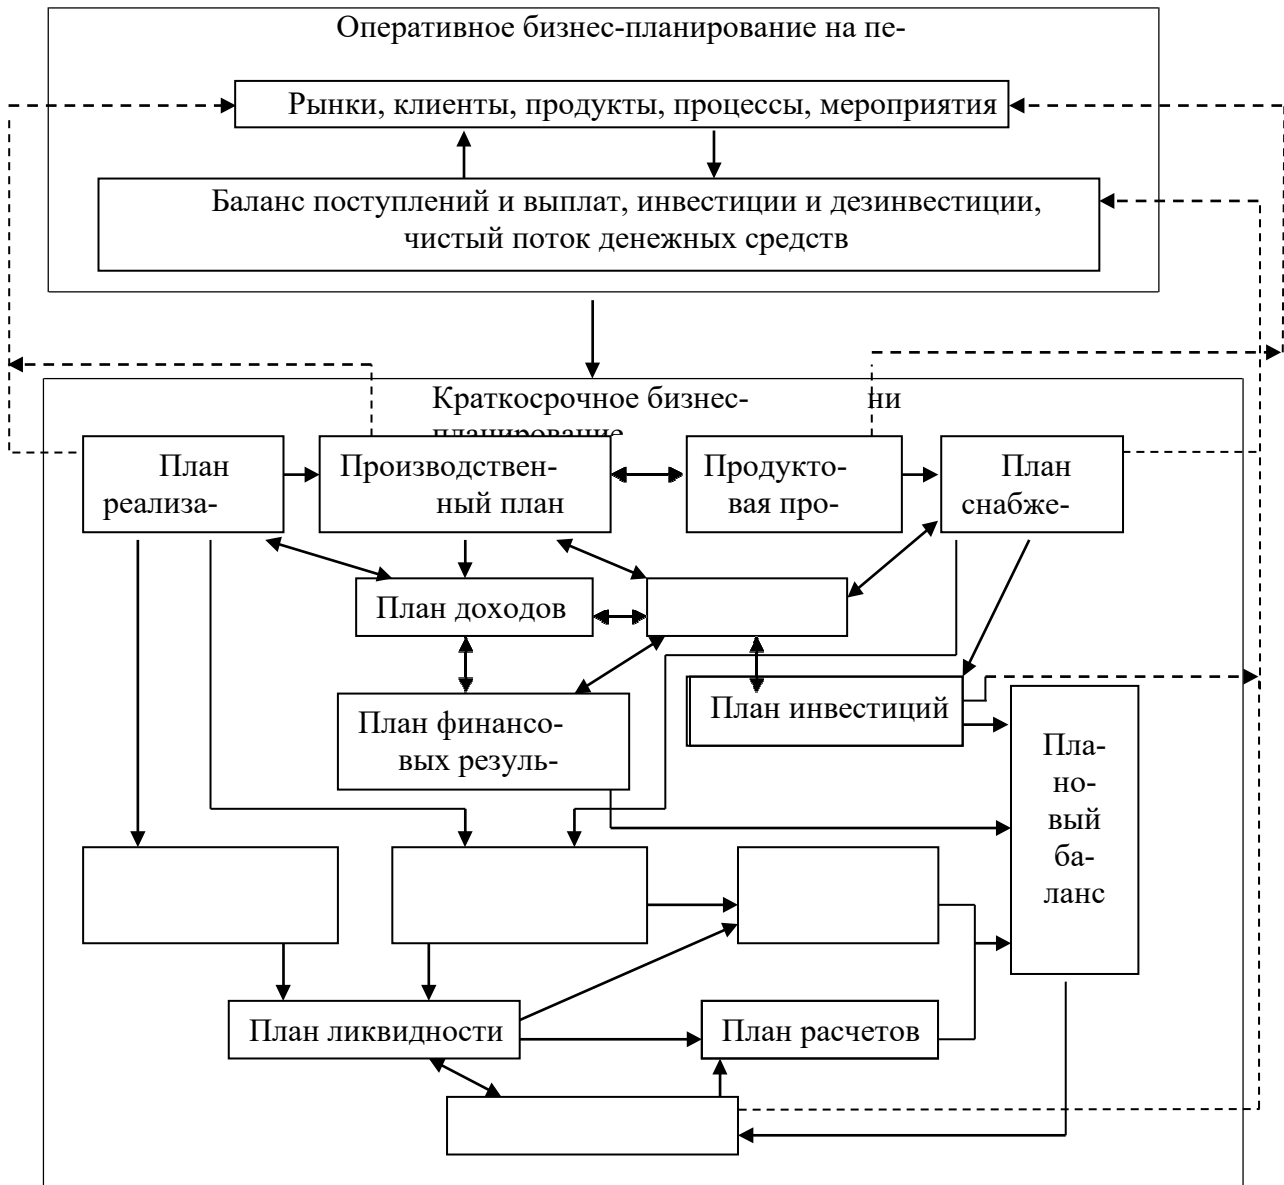 Оперативное бизнес-планирование на пе-
Рынки, клиенты, продукты, процессы, мероприятия
Баланс поступлений и выплат, инвестиции и дезинвестиции,
чистый поток денежных средств
Краткосрочное бизнес- ни
планирование
План
реализа-
Производствен-
ный план
Продукто-
вая про-
План
снабже-
План доходов
План финансо-
вых резуль-
План инвестиций
Пла-
но-
вый
ба-
ланс
План ликвидности
План расчетов